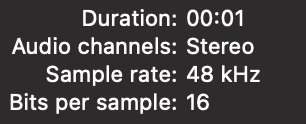 Duration: 00:01
Audio channels: Stereo
Sample rate: 48 kHz
Bits per sample: 16